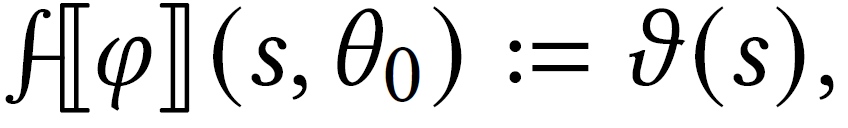 ⟦φ⟧(s, θ₀) := ϑ(s),